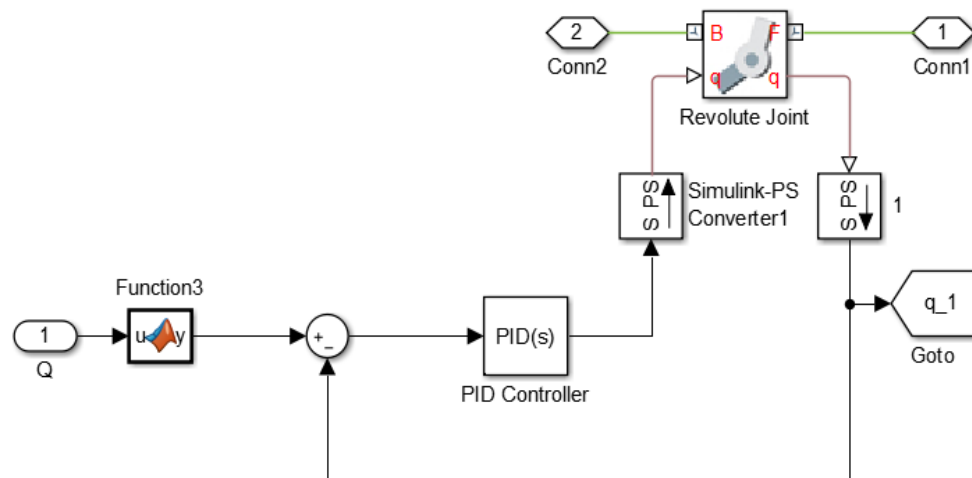 2
Conn2
B
F
q
q
Revolute Joint
1
Conn1
S PS
Simulink-PS
Converter1
S PS
1
Function3
1
Q
u y
+
-
PID(s)
PID Controller
q_1
Goto